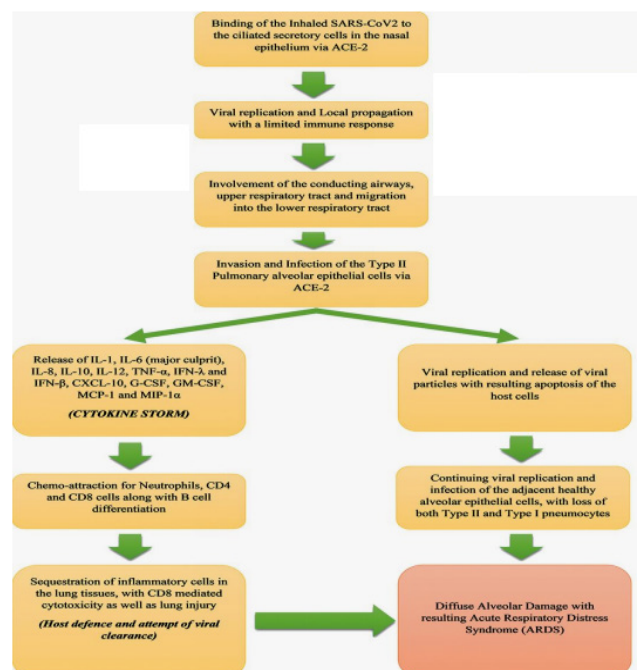 Binding of the Inhaled SARS-CoV2 to
the ciliated secretory cells in the nasal
epithelium via ACE-2
Viral replication and Local propagation
with a limited immune response
Involvement of the conducting airways,
upper respiratory tract and migration
into the lower respiratory tract
Invasion and Infection of the Type II
Pulmonary alveolar epithelial cells via
ACE-2
Release of IL-1, IL-6 (major culprit),
IL-8, IL-10, IL-12, TNF-α, IFN-λ and
IFN-β, CXCL-10, G-CSF, GM-CSF,
MCP-1 and MIP-1α
(CYTOKINE STORM)
Chemo-attraction for Neutrophils, CD4
and CD8 cells along with B cell
differentiation
Sequestration of inflammatory cells in
the lung tissues, with CD8 mediated
cytotoxicity as well as lung injury
(Host defence and attempt of viral
clearance)
Viral replication and release of viral
particles with resulting apoptosis of the
host cells
Continuing viral replication and
infection of the adjacent healthy
alveolar epithelial cells, with loss of
both Type II and Type I pneumocytes
Diffuse Alveolar Damage with
resulting Acute Respiratory Distress
Syndrome (ARDS)